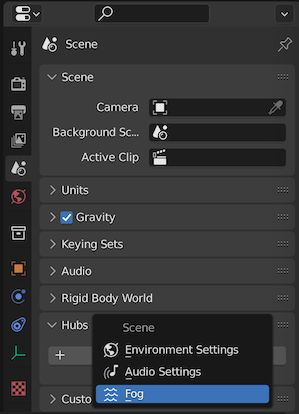 Scene
Scene
Camera
Background Sc...
Active Clip
Units
Gravity
Keying Sets
Audio
Rigid Body World
Hubs
Scene
Environment Settings
Audio Settings
Fog
Custo